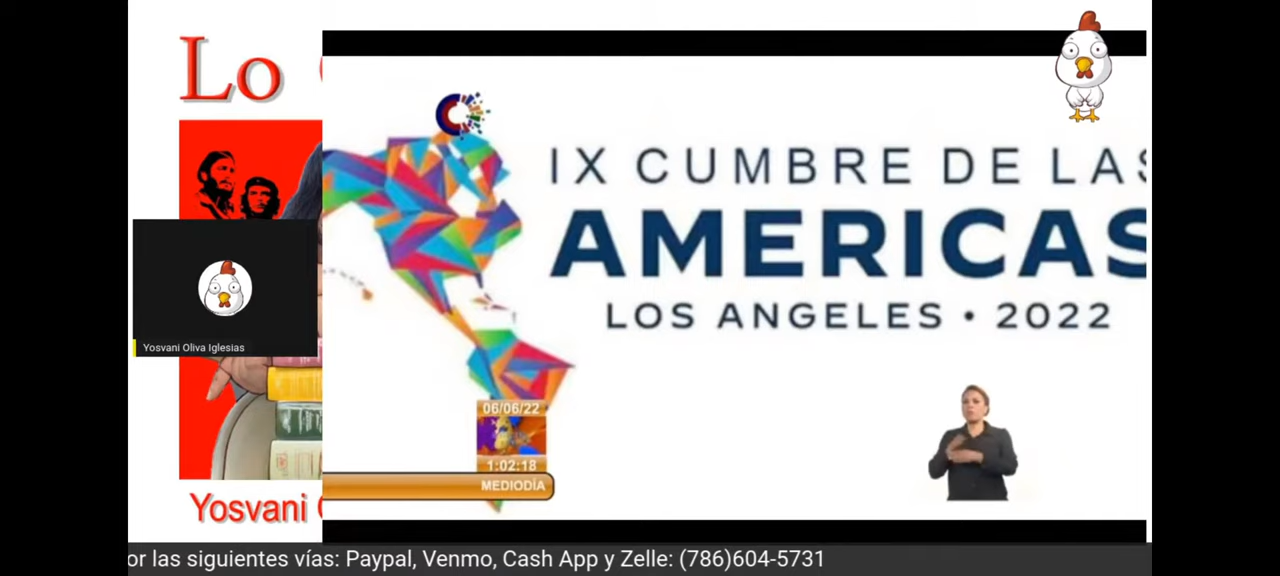 Lo
IX CUMBRE DE LAS
AMERICAS
LOS ANGELES • 2022
Yosvani Oliva Iglesias
06/06/22
1:02:18
MEDIODÍA
Yosvani
or las siguientes vías: Paypal, Venmo, Cash App y Zelle: (786)604-5731